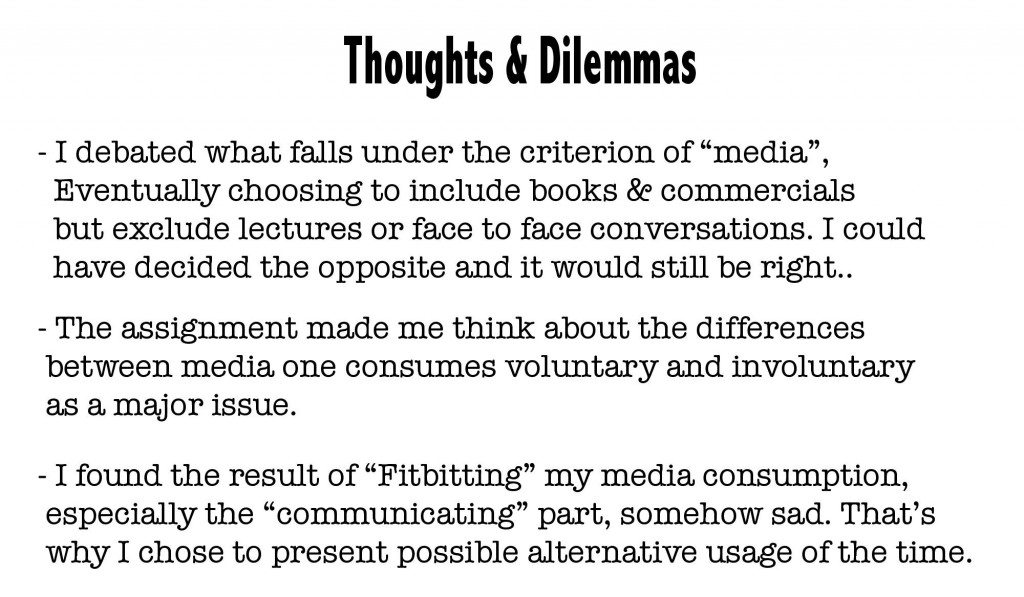 Thoughts & Dilemmas
- I debated what falls under the criterion of “media”,
Eventually choosing to include books & commercials
but exclude lectures or face to face conversations. I could
have decided the opposite and it would still be right..
- The assignment made me think about the differences
between media one consumes voluntary and involuntary
as a major issue.
- I found the result of “Fitbitting” my media consumption,
especially the “communicating” part, somehow sad. That’s
why I chose to present possible alternative usage of the time.